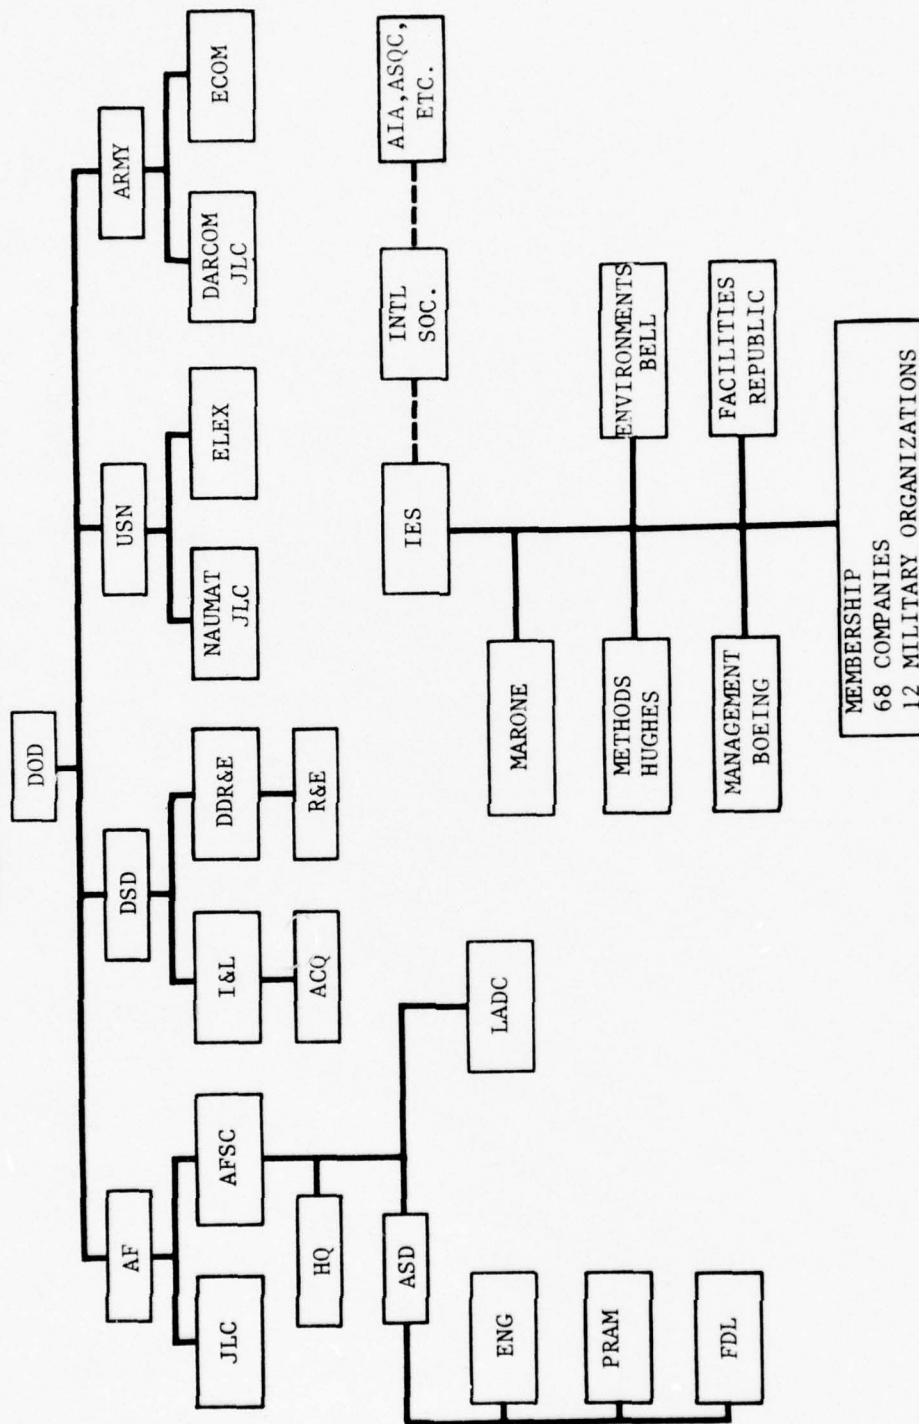 DOD
AF
DSD
USN
ARMY
JLC
AFSC
I&L
DDR&E
NAUMAT
JLC
ELEX
DARCOM
JLC
ECOM
HQ
ACQ
R&E
ASD
LADC
ENG
PRAM
FDL
IES
INTL
SOC.
AIA,ASQC,
ETC.
MARONE
METHODS
HUGHES
ENVIRONMENTS
BELL
MANAGEMENT
BOEING
FACILITIES
REPUBLIC
MEMBERSHIP
68 COMPANIES
12 MILITARY ORGANIZATIONS